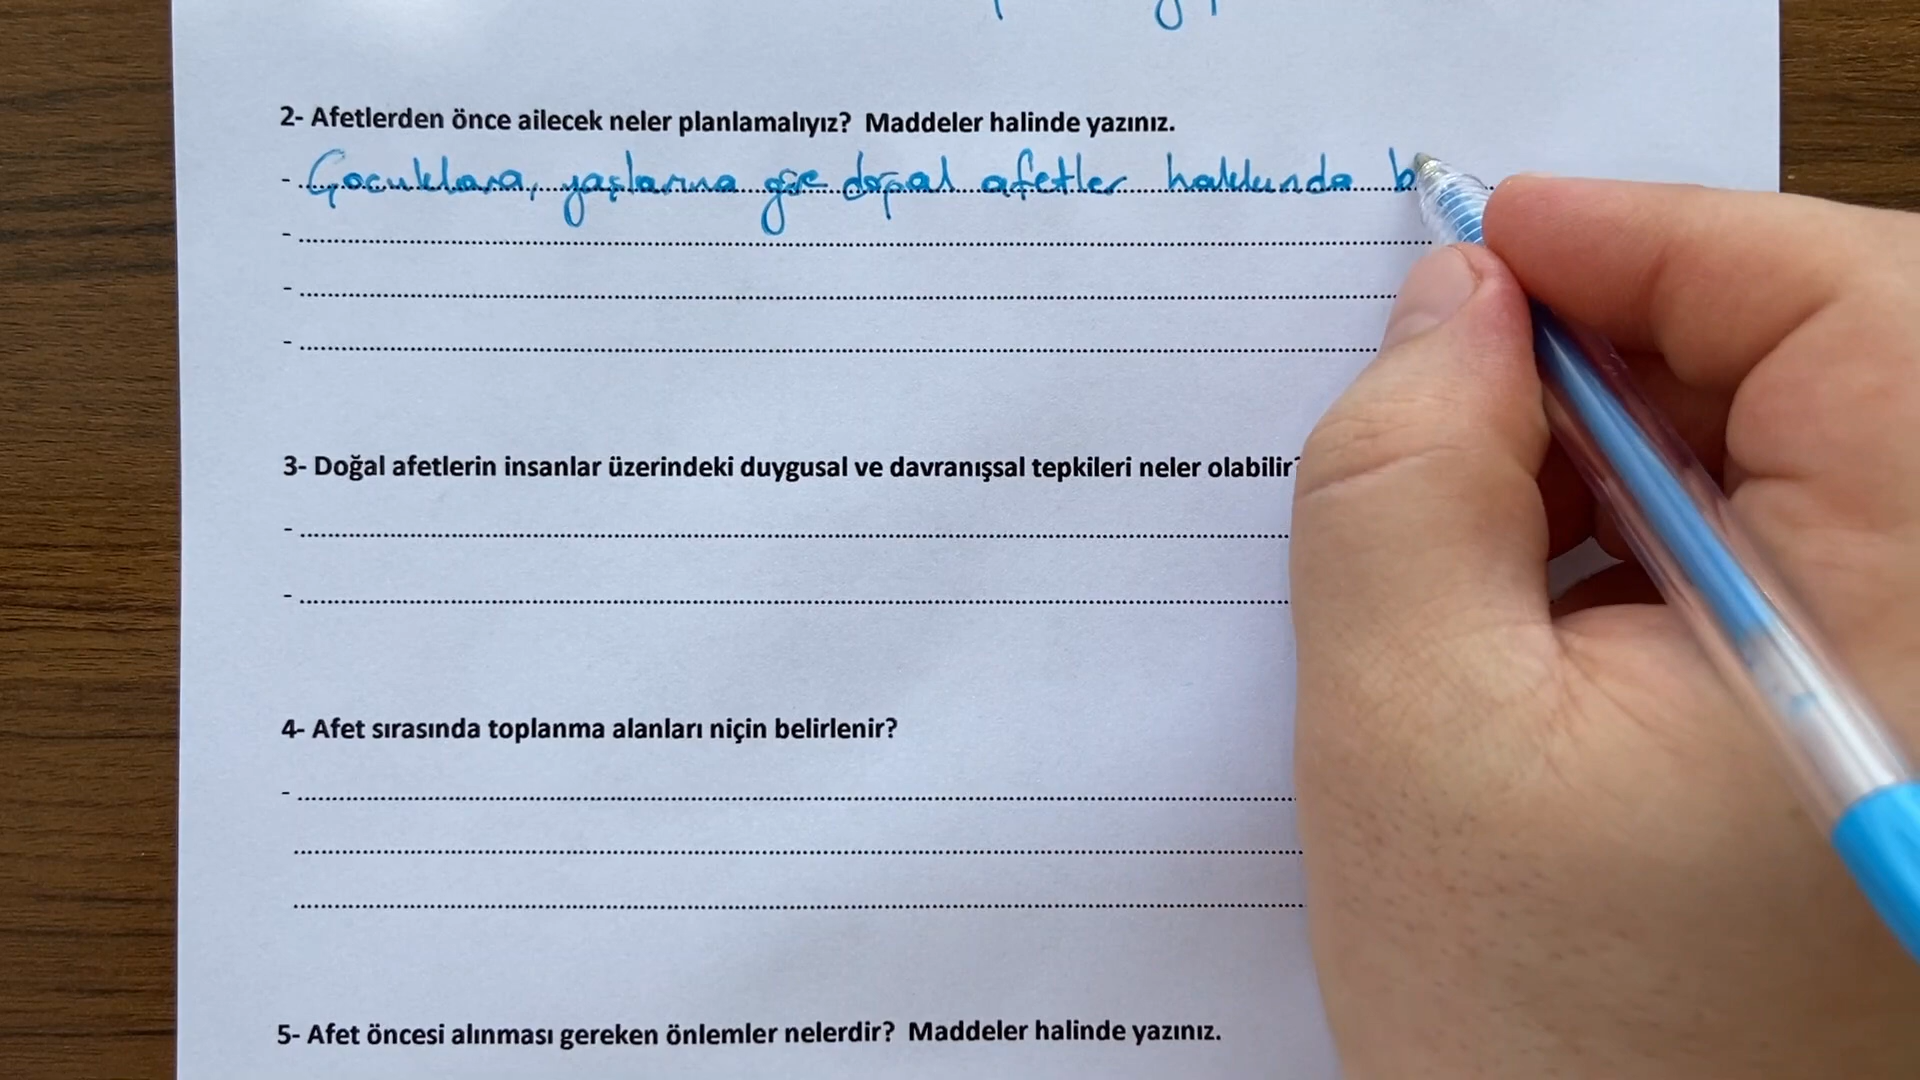 2- Afetlerden önce ailecek neler planlamalıyız? Maddeler halinde yazınız.
- Çocuklara, yaşlarına göre doğal afetler hakkında b
-
-
-
3- Doğal afetlerin insanlar üzerindeki duygusal ve davranışsal tepkileri neler olabilir?
-
-
4- Afet sırasında toplanma alanları niçin belirlenir?
-
5- Afet öncesi alınması gereken önlemler nelerdir? Maddeler halinde yazınız.